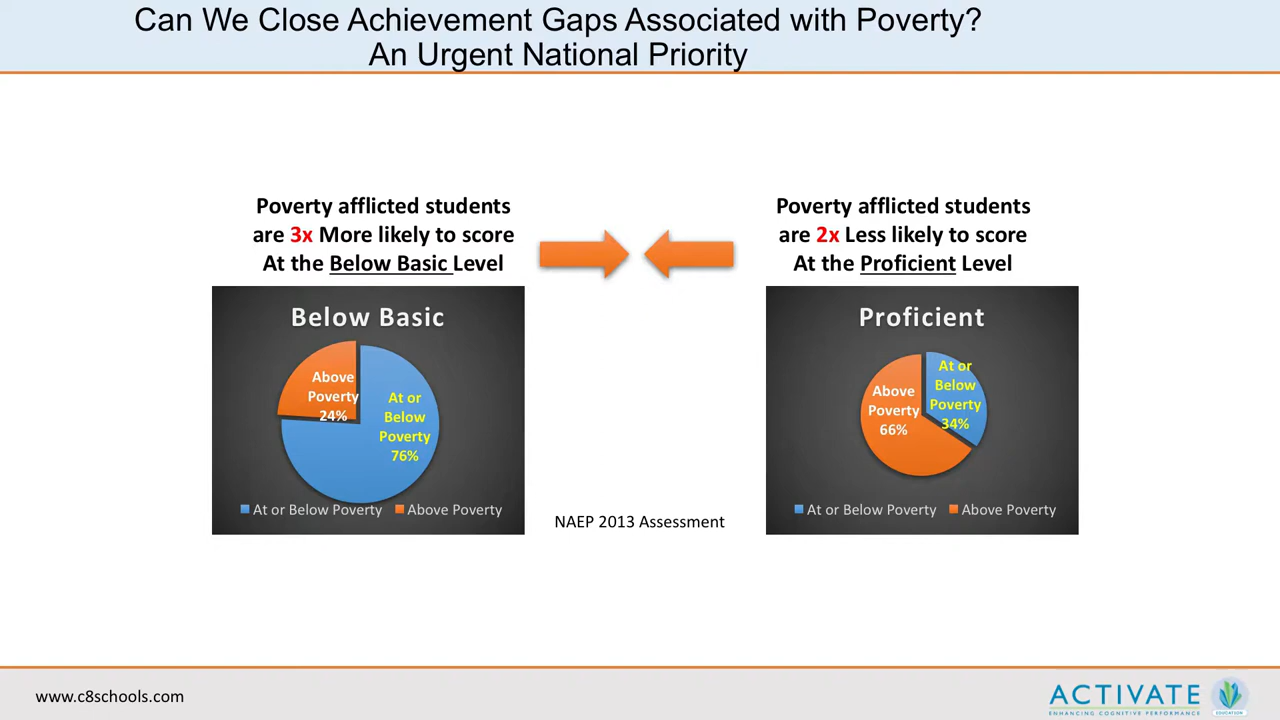 Can We Close Achievement Gaps Associated with Poverty?
An Urgent National Priority
Poverty afflicted students
are 3x More likely to score
At the Below Basic Level
Poverty afflicted students
are 2x Less likely to score
At the Proficient Level
Below Basic
Above
Poverty
24%
At or
Below
Poverty
76%
At or Below Poverty
Above Poverty
NAEP 2013 Assessment
Proficient
Above
Poverty
66%
At or
Below
Poverty
34%
At or Below Poverty
Above Poverty
www.c8schools.com
ACTIVATE
ENHANCING COGNITIVE PERFORMANCE
EDUCATION